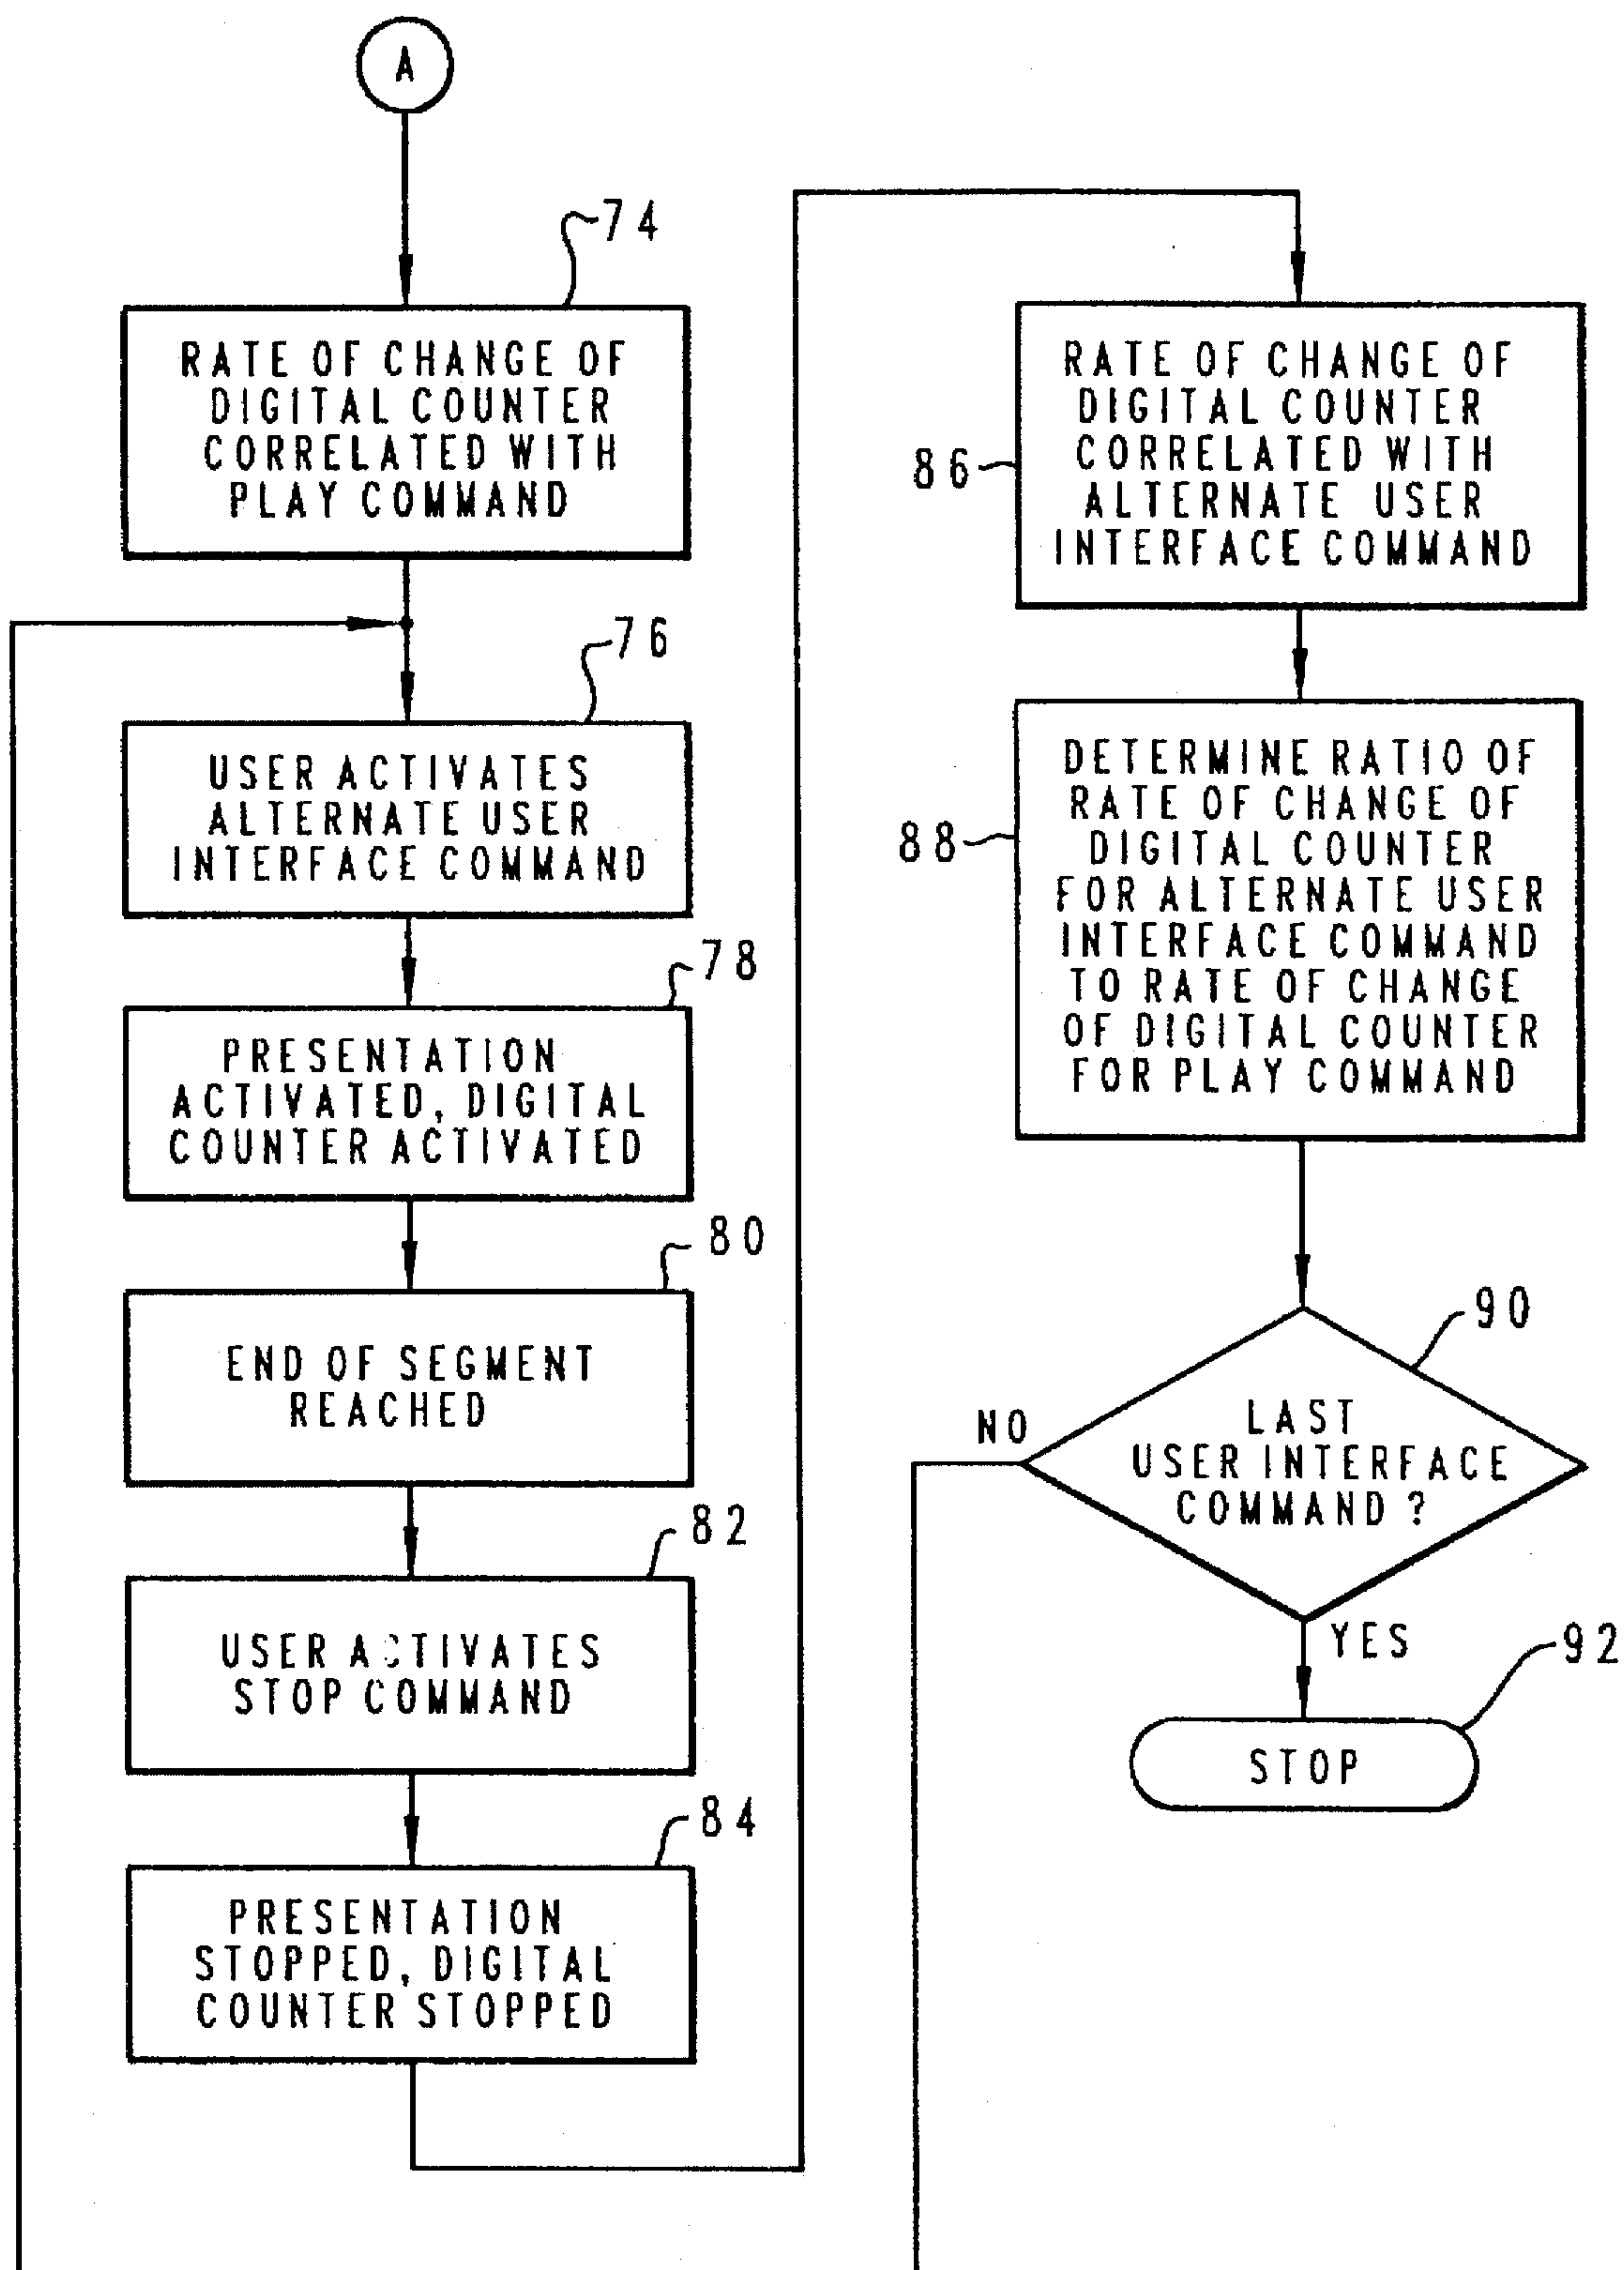 A
74
RATE OF CHANGE OF
DIGITAL COUNTER
CORRELATED WITH
PLAY COMMAND
76
USER ACTIVATES
ALTERNATE USER
INTERFACE COMMAND
78
PRESENTATION
ACTIVATED, DIGITAL
COUNTER ACTIVATED
80
END OF SEGMENT
REACHED
82
USER ACTIVATES
STOP COMMAND
84
PRESENTATION
STOPPED, DIGITAL
COUNTER STOPPED
86
RATE OF CHANGE OF
DIGITAL COUNTER
CORRELATED WITH
ALTERNATE USER
INTERFACE COMMAND
88
DETERMINE RATIO OF
RATE OF CHANGE OF
DIGITAL COUNTER
FOR ALTERNATE USER
INTERFACE COMMAND
TO RATE OF CHANGE
OF DIGITAL COUNTER
FOR PLAY COMMAND
90
LAST
USER INTERFACE
COMMAND?
NO
YES
92
STOP